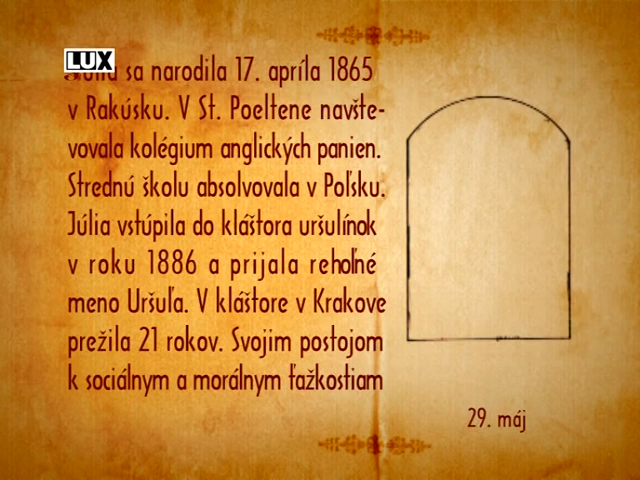 LUX
sa narodila 17. apríla 1865
v Rakúsku. V St. Poeltene navšte-
vovala kolégium anglických panien.
Strednú školu absolvovala v Poľsku.
Júlia vstúpila do kláštora uršulínok
v roku 1886 a prijala rehoľné
meno Uršuľa. V kláštore v Krakove
prežila 21 rokov. Svojim postojom
k sociálnym a morálnym ťažkostiam
29. máj